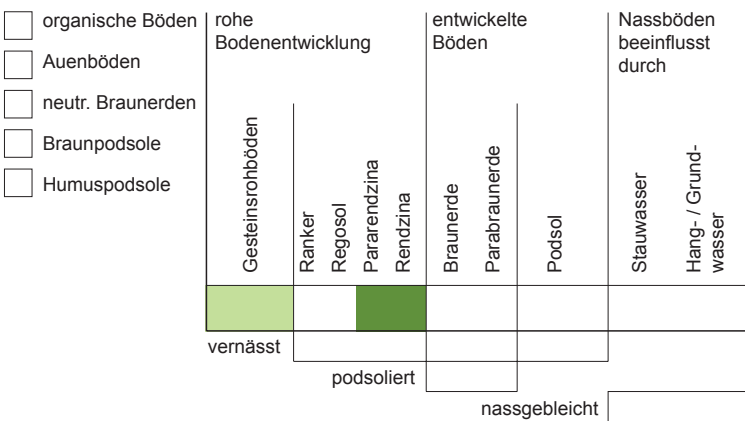 organische Böden
Auenböden
neutr. Braunerden
Braunpodsole
Humuspodsole
rohe
Bodenentwicklung
entwickelte
Böden
Nassböden
beeinflusst
durch
Gesteinsrohböden
Ranker
Regosol
Pararendzina
Rendzina
Braunerde
Parabraunerde
Podsol
Stauwasser
Hang- / Grund-
wasser
vernässt
podsoliert
nassgebleicht